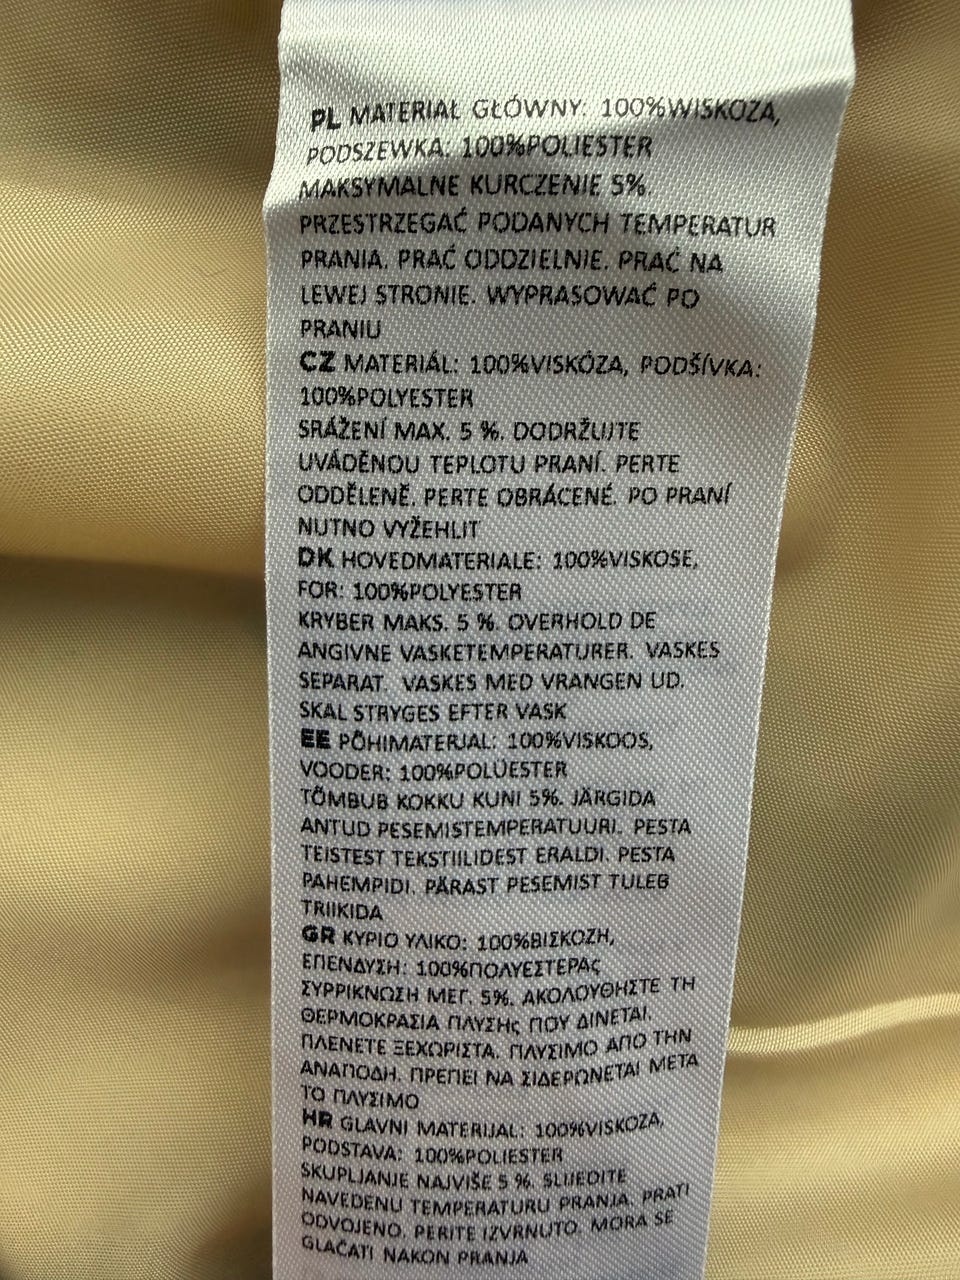 PL MATERIAŁ GŁÓWNY: 100%WISKOZA,
PODSZEWKA: 100%POLIESTER
MAKSYMALNE KURCZENIE 5%.
PRZESTRZEGAĆ PODANYCH TEMPERATUR
PRANIA. PRAĆ ODDZIELNIE. PRAĆ NA
LEWEJ STRONIE. WYPRASOWAĆ PO
PRANIU
CZ MATERIÁL: 100%VISKÓZA, PODŠÍVKA:
100%POLYESTER
SRÁŽENÍ MAX. 5 %. DODRŽUJTE
UVÁDĚNOU TEPLOTU PRANÍ. PERTE
ODDĚLENĚ. PERTE OBRÁCENÉ. PO PRANÍ
NUTNO VYŽEHLIT
DK HOVEDMATERIALE: 100%VISKOSE,
FOR: 100%POLYESTER
KRYBER MAKS. 5 %. OVERHOLD DE
ANGIVNE VASKETEMPERATURER. VASKES
SEPARAT. VASKES MED VRANGEN UD.
SKAL STRYGES EFTER VASK
EE PÕHIMATERJAL: 100%VISKOOS,
VOODER: 100%POLÜESTER
TÕMBUB KOKKU KUNI 5%. JÄRGIDA
ANTUD PESEMISTEMPERATUURI. PESTA
TEISTEST TEKSTIILIDEST ERALDI. PESTA
PAHEMPIDI. PÄRAST PESEMIST TULEB
TRIIKIDA
GR ΚΥΡΙΟ ΥΛΙΚΟ: 100%ΒΙΣΚΟΖΗ,
ΕΠΕΝΔΥΣΗ: 100%ΠΟΛΥΕΣΤΕΡΑς
ΣΥΡΡΙΚΝΩΣΗ ΜΕΓ. 5%. ΑΚΟΛΟΥΘΗΣΤΕ ΤΗ
ΘΕΡΜΟΚΡΑΣΙΑ ΠΛΥΣΗς ΠΟΥ ΔΙΝΕΤΑΙ.
ΠΛΕΝΕΤΕ ΞΕΧΩΡΙΣΤΑ. ΠΛΥΣΙΜΟ ΑΠΟ ΤΗΝ
ΑΝΑΠΟΔΗ. ΠΡΕΠΕΙ ΝΑ ΣΙΔΕΡΩΝΕΤΑΙ ΜΕΤΑ
ΤΟ ΠΛΥΣΙΜΟ
HR GLAVNI MATERIJAL: 100%VISKOZA,
PODSTAVA: 100%POLIESTER
SKUPLJANJE NAJVIŠE 5 %. SLIJEDITE
NAVEDENU TEMPERATURU PRANJA. PRATI
ODVOJENO. PERITE IZVRNUTO. MORA SE
GLAČATI NAKON PRANJA